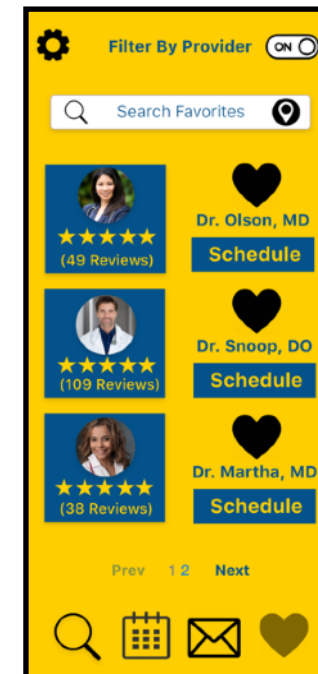 Filter By Provider ON
Search Favorites
Dr. Olson, MD
(49 Reviews) Schedule
Dr. Snoop, DO
(109 Reviews) Schedule
Dr. Martha, MD
(38 Reviews) Schedule
Prev 1 2 Next